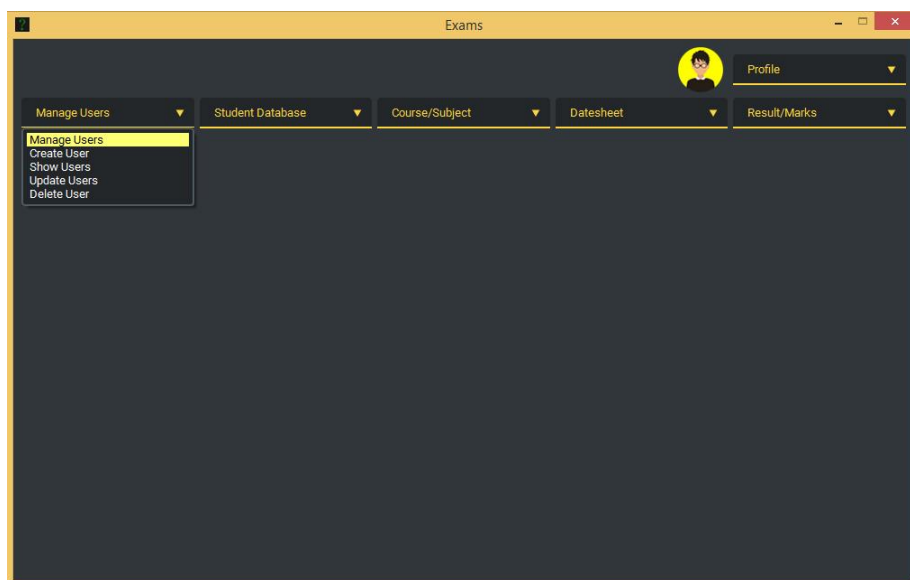 Exams
Profile
Manage Users Student Database Course/Subject Datesheet Result/Marks
Manage Users
Create User
Show Users
Update Users
Delete User